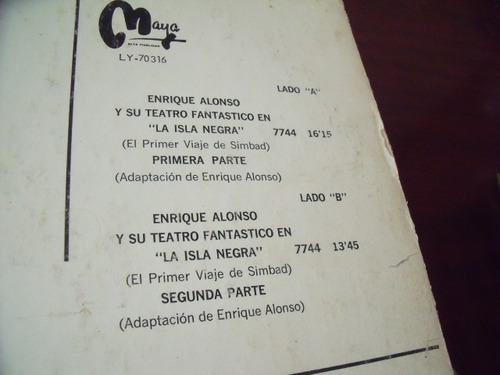 Maya
ALTA FIDELIDAD
LY-70316
LADO "A"
ENRIQUE ALONSO
Y SU TEATRO FANTASTICO EN
"LA ISLA NEGRA" 7744 16'15
(El Primer Viaje de Simbad)
PRIMERA PARTE
(Adaptación de Enrique Alonso)
LADO "B"
ENRIQUE ALONSO
Y SU TEATRO FANTASTICO EN
"LA ISLA NEGRA" 7744 13'45
(El Primer Viaje de Simbad)
SEGUNDA PARTE
(Adaptación de Enrique Alonso)